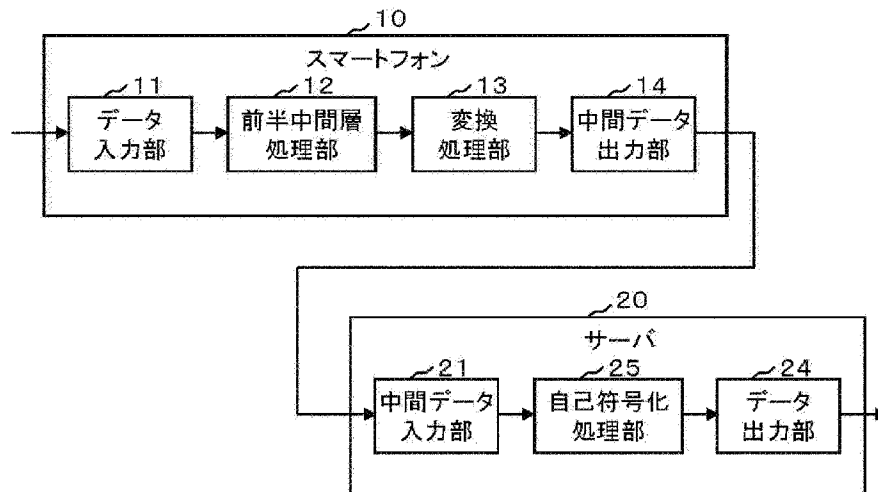 10
スマートフォン
11
データ
入力部
12
前半中間層
処理部
13
変換
処理部
14
中間データ
出力部
20
サーバ
21
中間データ
入力部
25
自己符号化
処理部
24
データ
出力部